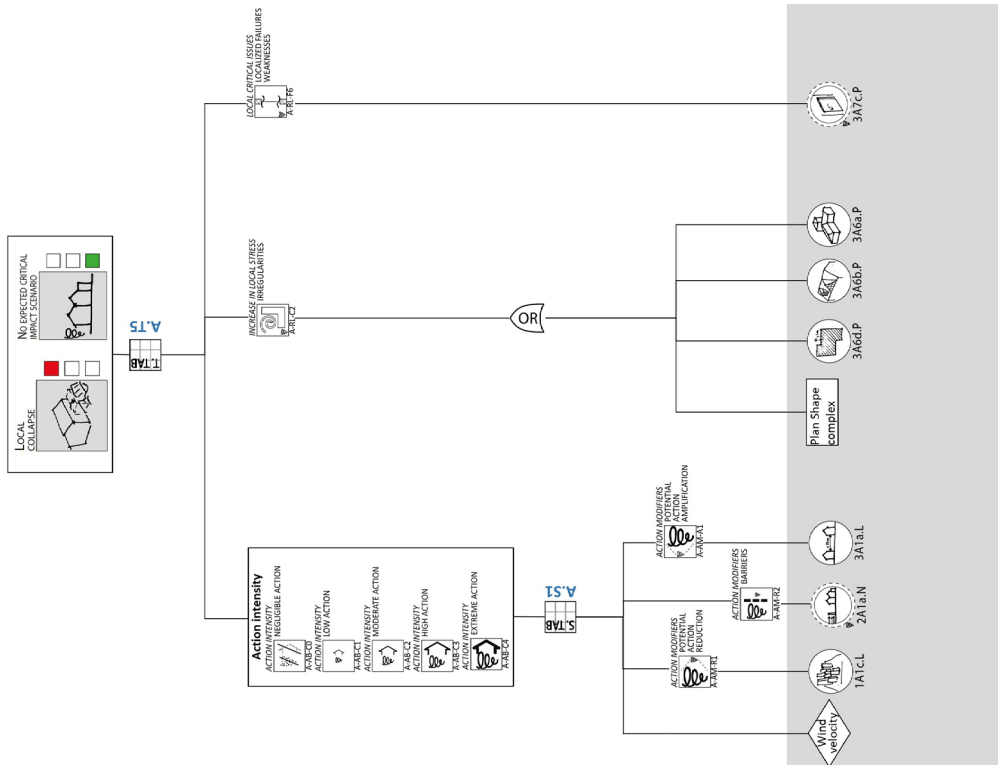 LOCAL
COLLAPSE
NO EXPECTED CRITICAL
IMPACT SCENARIO
T.TAB
A.T5
Action intensity
ACTION INTENSITY
NEGLIGIBLE ACTION
A-AB-C0
ACTION INTENSITY
LOW ACTION
A-AB-C1
ACTION INTENSITY
MODERATE ACTION
A-AB-C2
ACTION INTENSITY
HIGH ACTION
A-AB-C3
ACTION INTENSITY
EXTREME ACTION
A-AB-C4
INCREASE IN LOCAL STRESS
IRREGULARITIES
A-RL-C2
LOCAL CRITICAL ISSUES
LOCALIZED FAILURES
WEAKNESSES
A-RL-F6
OR
S.TAB
A.S1
ACTION MODIFIERS
POTENTIAL
ACTION
REDUCTION
A-AM-R1
ACTION MODIFIERS
BARRIERS
A-AM-R2
ACTION MODIFIERS
POTENTIAL
ACTION
AMPLIFICATION
A-AM-A1
Wind
velocity
1A1c.L
2A1a.N
3A1a.L
Plan Shape
complex
3A6d.P
3A6b.P
3A6a.P
3A7c.P